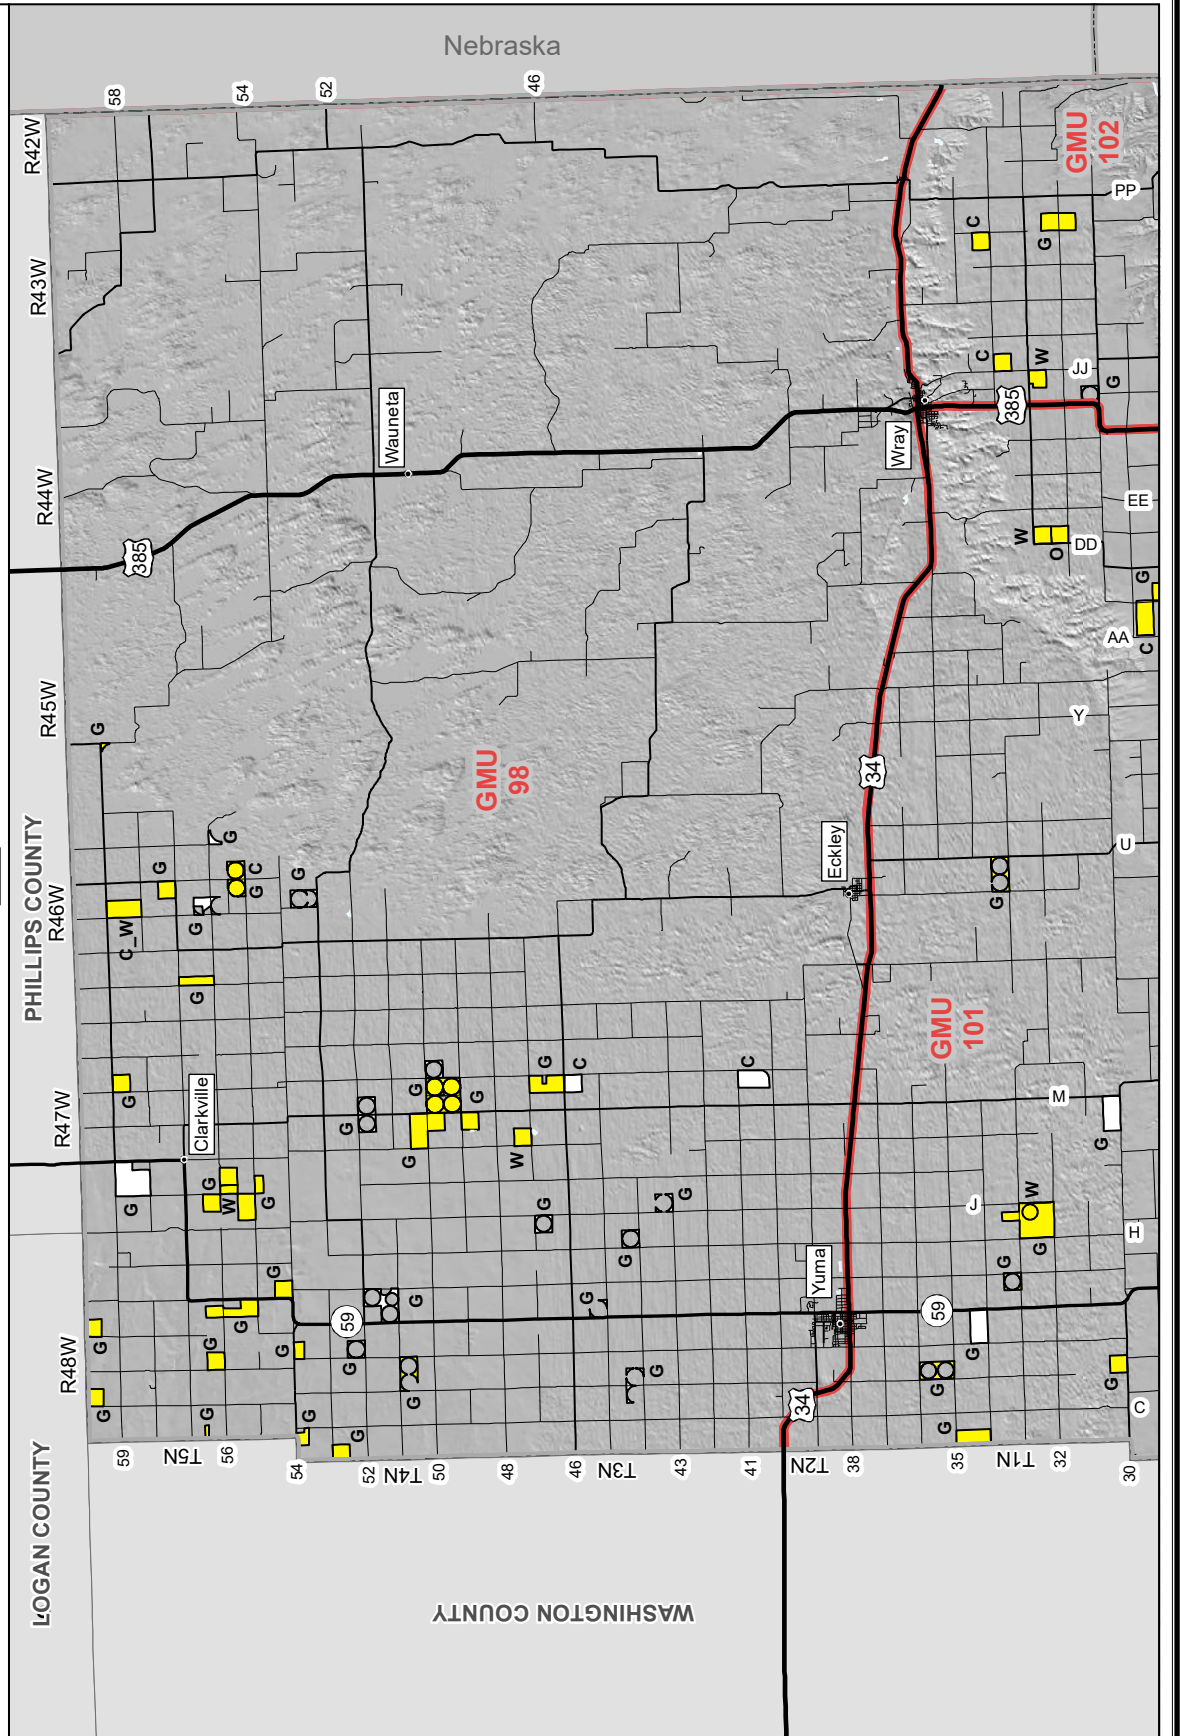 Nebraska
58
54
52
46
R42W
R43W
R44W
R45W
R46W
R47W
R48W
PHILLIPS COUNTY
LOGAN COUNTY
WASHINGTON COUNTY
GMU
102
GMU
98
GMU
101
PP
C
G
C
W
JJ
G
385
Wauneta
Wray
385
EE
W
O
DD
G
AA
C
Y
34
U
Eckley
G
G
G
C
G
G
G
C_W
G
G
G
Clarkville
G
G
G
W
G
G
G
G
G
G
G
G
G
G
G
G
G
C
C
M
G
G
W
G
G
G
G
G
59
G
G
G
G
Yuma
59
34
J
W
G
G
H
G
G
G
G
C
59
T5N
56
54
52
T4N
50
48
46
T3N
43
41
T2N
38
35
T1N
32
30